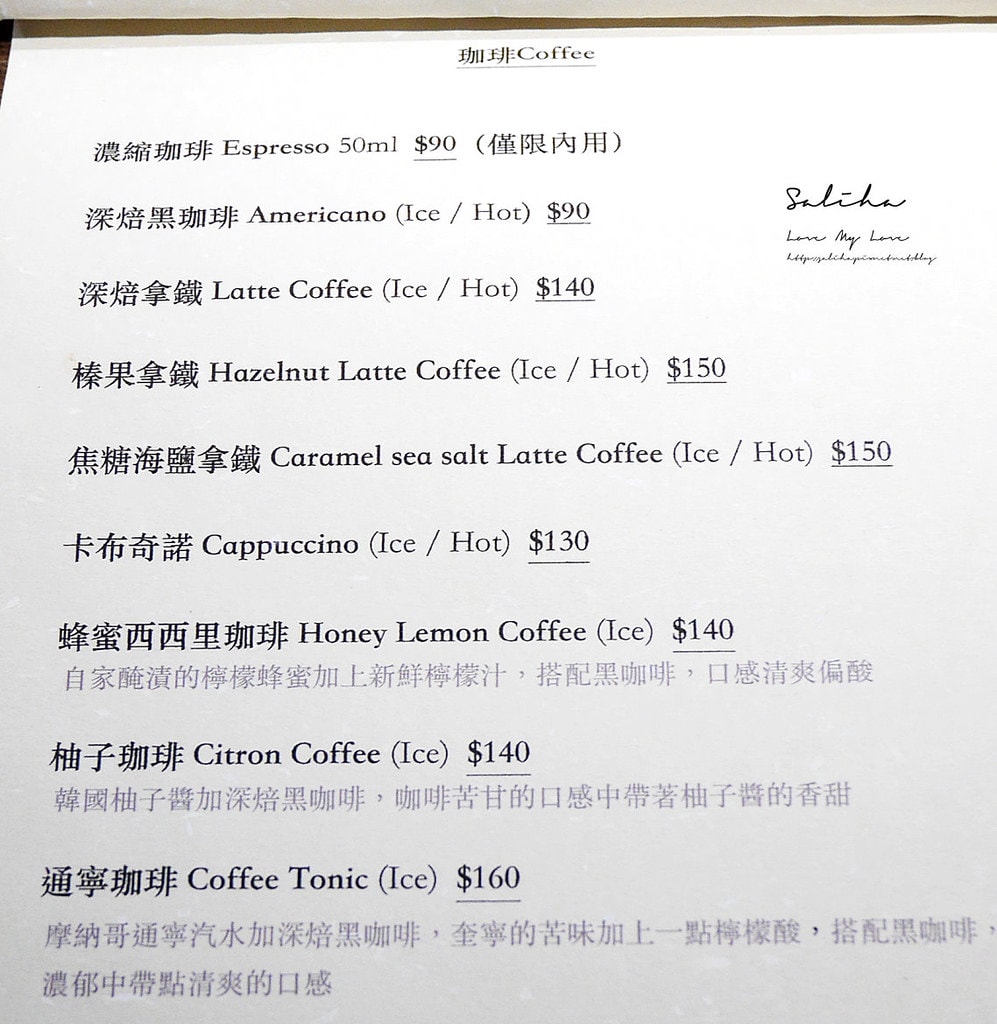 珈琲Coffee
濃縮珈琲 Espresso 50ml $90（僅限內用）
深焙黑珈琲 Americano (Ice / Hot) $90
Saliha
Love My Love
深焙拿鐵 Latte Coffee (Ice / Hot) $140
榛果拿鐵 Hazelnut Latte Coffee (Ice / Hot) $150
焦糖海鹽拿鐵 Caramel sea salt Latte Coffee (Ice / Hot) $150
卡布奇諾 Cappuccino (Ice / Hot) $130
蜂蜜西西里珈琲 Honey Lemon Coffee (Ice) $140
自家醃漬的檸檬蜂蜜加上新鮮檸檬汁，搭配黑咖啡，口感清爽偏酸
柚子珈琲 Citron Coffee (Ice) $140
韓國柚子醬加深焙黑咖啡，咖啡苦甘的口感中帶著柚子醬的香甜
通寧珈琲 Coffee Tonic (Ice) $160
摩納哥通寧汽水加深焙黑咖啡，奎寧的苦味加上一點檸檬酸，搭配黑咖啡，
濃郁中帶點清爽的口感